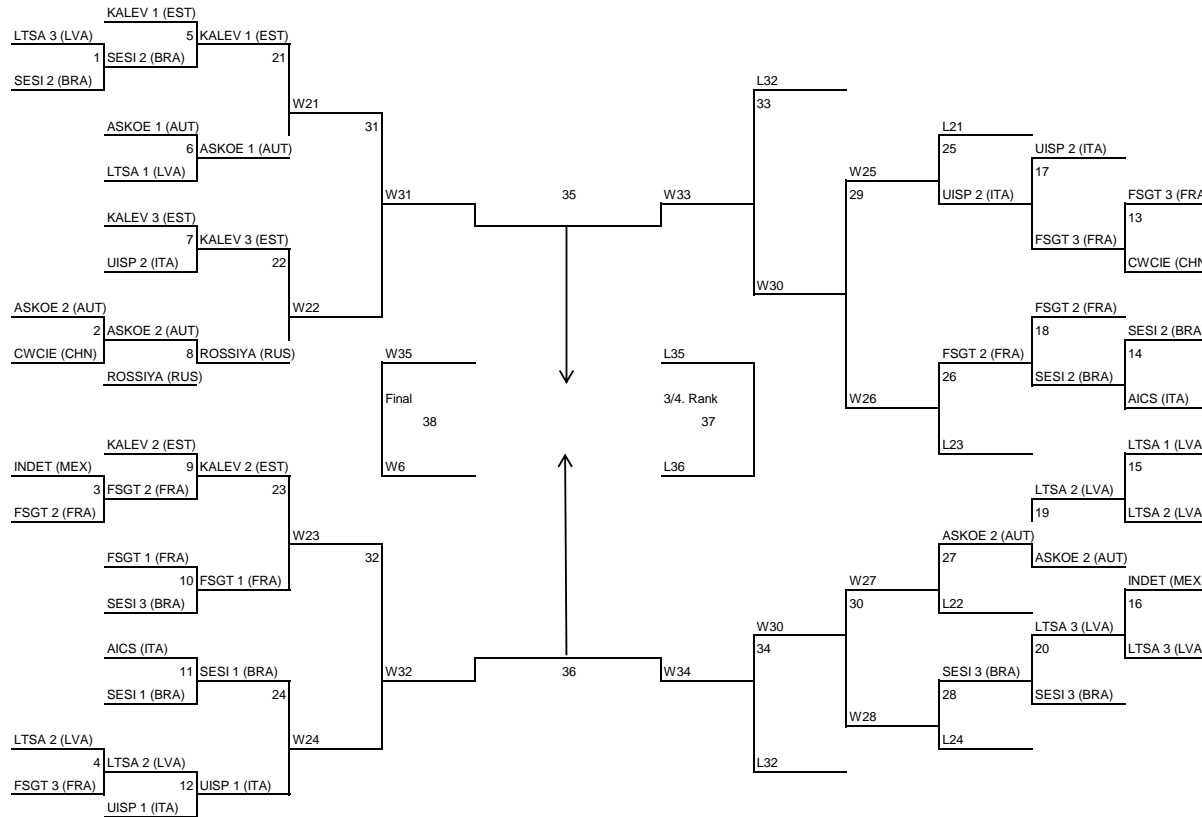 KALEV 1 (EST)
LTSA 3 (LVA)
5 KALEV 1 (EST)
1 SESI 2 (BRA)
21
SESI 2 (BRA)
L32
W21
33
ASKOE 1 (AUT)
31
L21
6 ASKOE 1 (AUT)
25
UISP 2 (ITA)
LTSA 1 (LVA)
W25
17
W31
35
W33
29
UISP 2 (ITA)
FSGT 3 (FRA
KALEV 3 (EST)
13
7 KALEV 3 (EST)
FSGT 3 (FRA)
UISP 2 (ITA)
22
CWCIE (CHN
W30
ASKOE 2 (AUT)
W22
FSGT 2 (FRA)
2 ASKOE 2 (AUT)
18
SESI 2 (BRA
CWCIE (CHN)
8 ROSSIYA (RUS)
W35
L35
FSGT 2 (FRA)
14
ROSSIYA (RUS)
26
SESI 2 (BRA)
Final
3/4. Rank
W26
AICS (ITA)
38
37
KALEV 2 (EST)
L23
LTSA 1 (LVA
INDET (MEX)
9 KALEV 2 (EST)
W6
L36
15
3 FSGT 2 (FRA)
23
LTSA 2 (LVA)
FSGT 2 (FRA)
19
LTSA 2 (LVA
W23
ASKOE 2 (AUT)
FSGT 1 (FRA)
32
27
ASKOE 2 (AUT)
10 FSGT 1 (FRA)
W27
INDET (MEX
SESI 3 (BRA)
30
L22
16
W30
LTSA 3 (LVA)
AICS (ITA)
34
20
LTSA 3 (LVA
11 SESI 1 (BRA)
W32
36
W34
SESI 3 (BRA)
SESI 1 (BRA)
24
28
SESI 3 (BRA)
W28
LTSA 2 (LVA)
W24
L24
4 LTSA 2 (LVA)
L32
FSGT 3 (FRA)
12 UISP 1 (ITA)
UISP 1 (ITA)